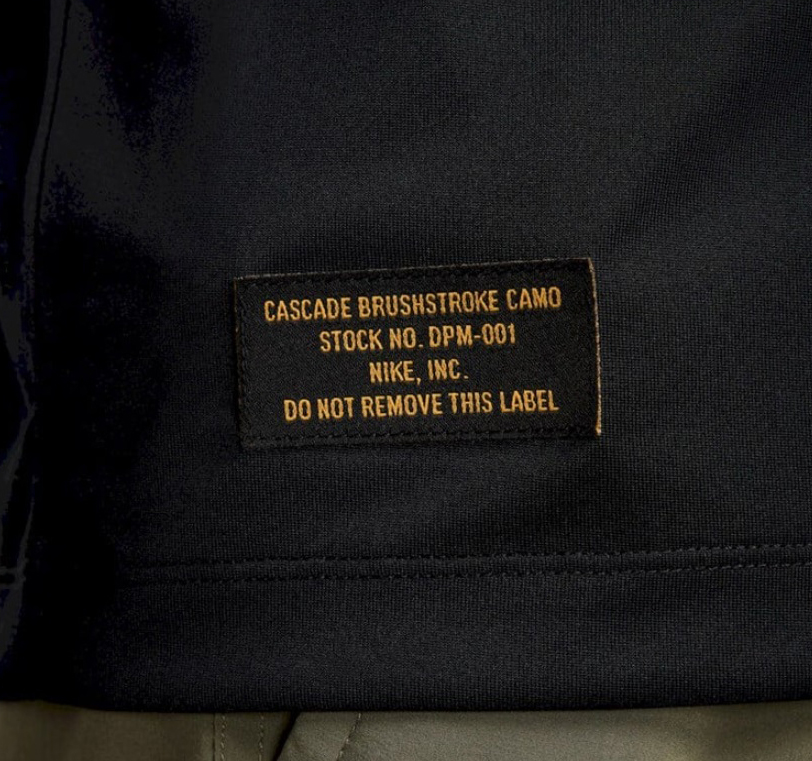 CASCADE BRUSHSTROKE CAMO
STOCK NO. DPM-001
NIKE, INC.
DO NOT REMOVE THIS LABEL